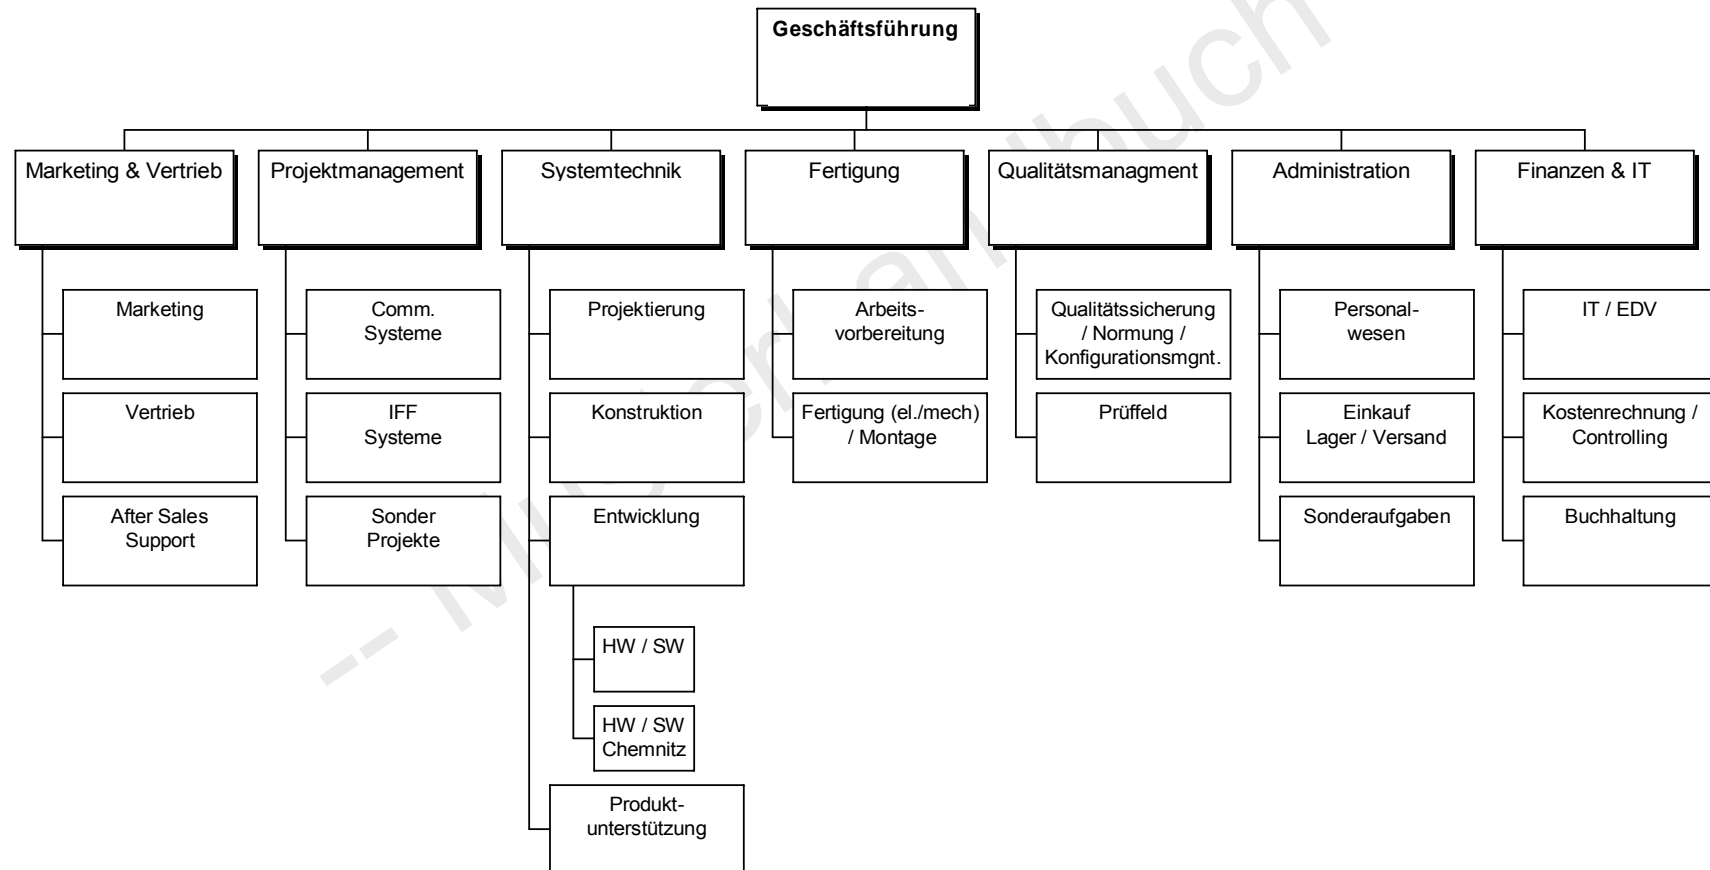 Geschäftsführung
Marketing & Vertrieb
Projektmanagement
Systemtechnik
Fertigung
Qualitätsmanagment
Administration
Finanzen & IT
Marketing
Vertrieb
After Sales
Support
Comm.
Systeme
IFF
Systeme
Sonder
Projekte
Projektierung
Konstruktion
Entwicklung
HW / SW
HW / SW
Chemnitz
Produkt-
unterstützung
Arbeits-
vorbereitung
Fertigung (el./mech)
/ Montage
Qualitätssicherung
/ Normung /
Konfigurationsmgnt.
Prüffeld
Personal-
wesen
Einkauf
Lager / Versand
Sonderaufgaben
IT / EDV
Kostenrechnung /
Controlling
Buchhaltung